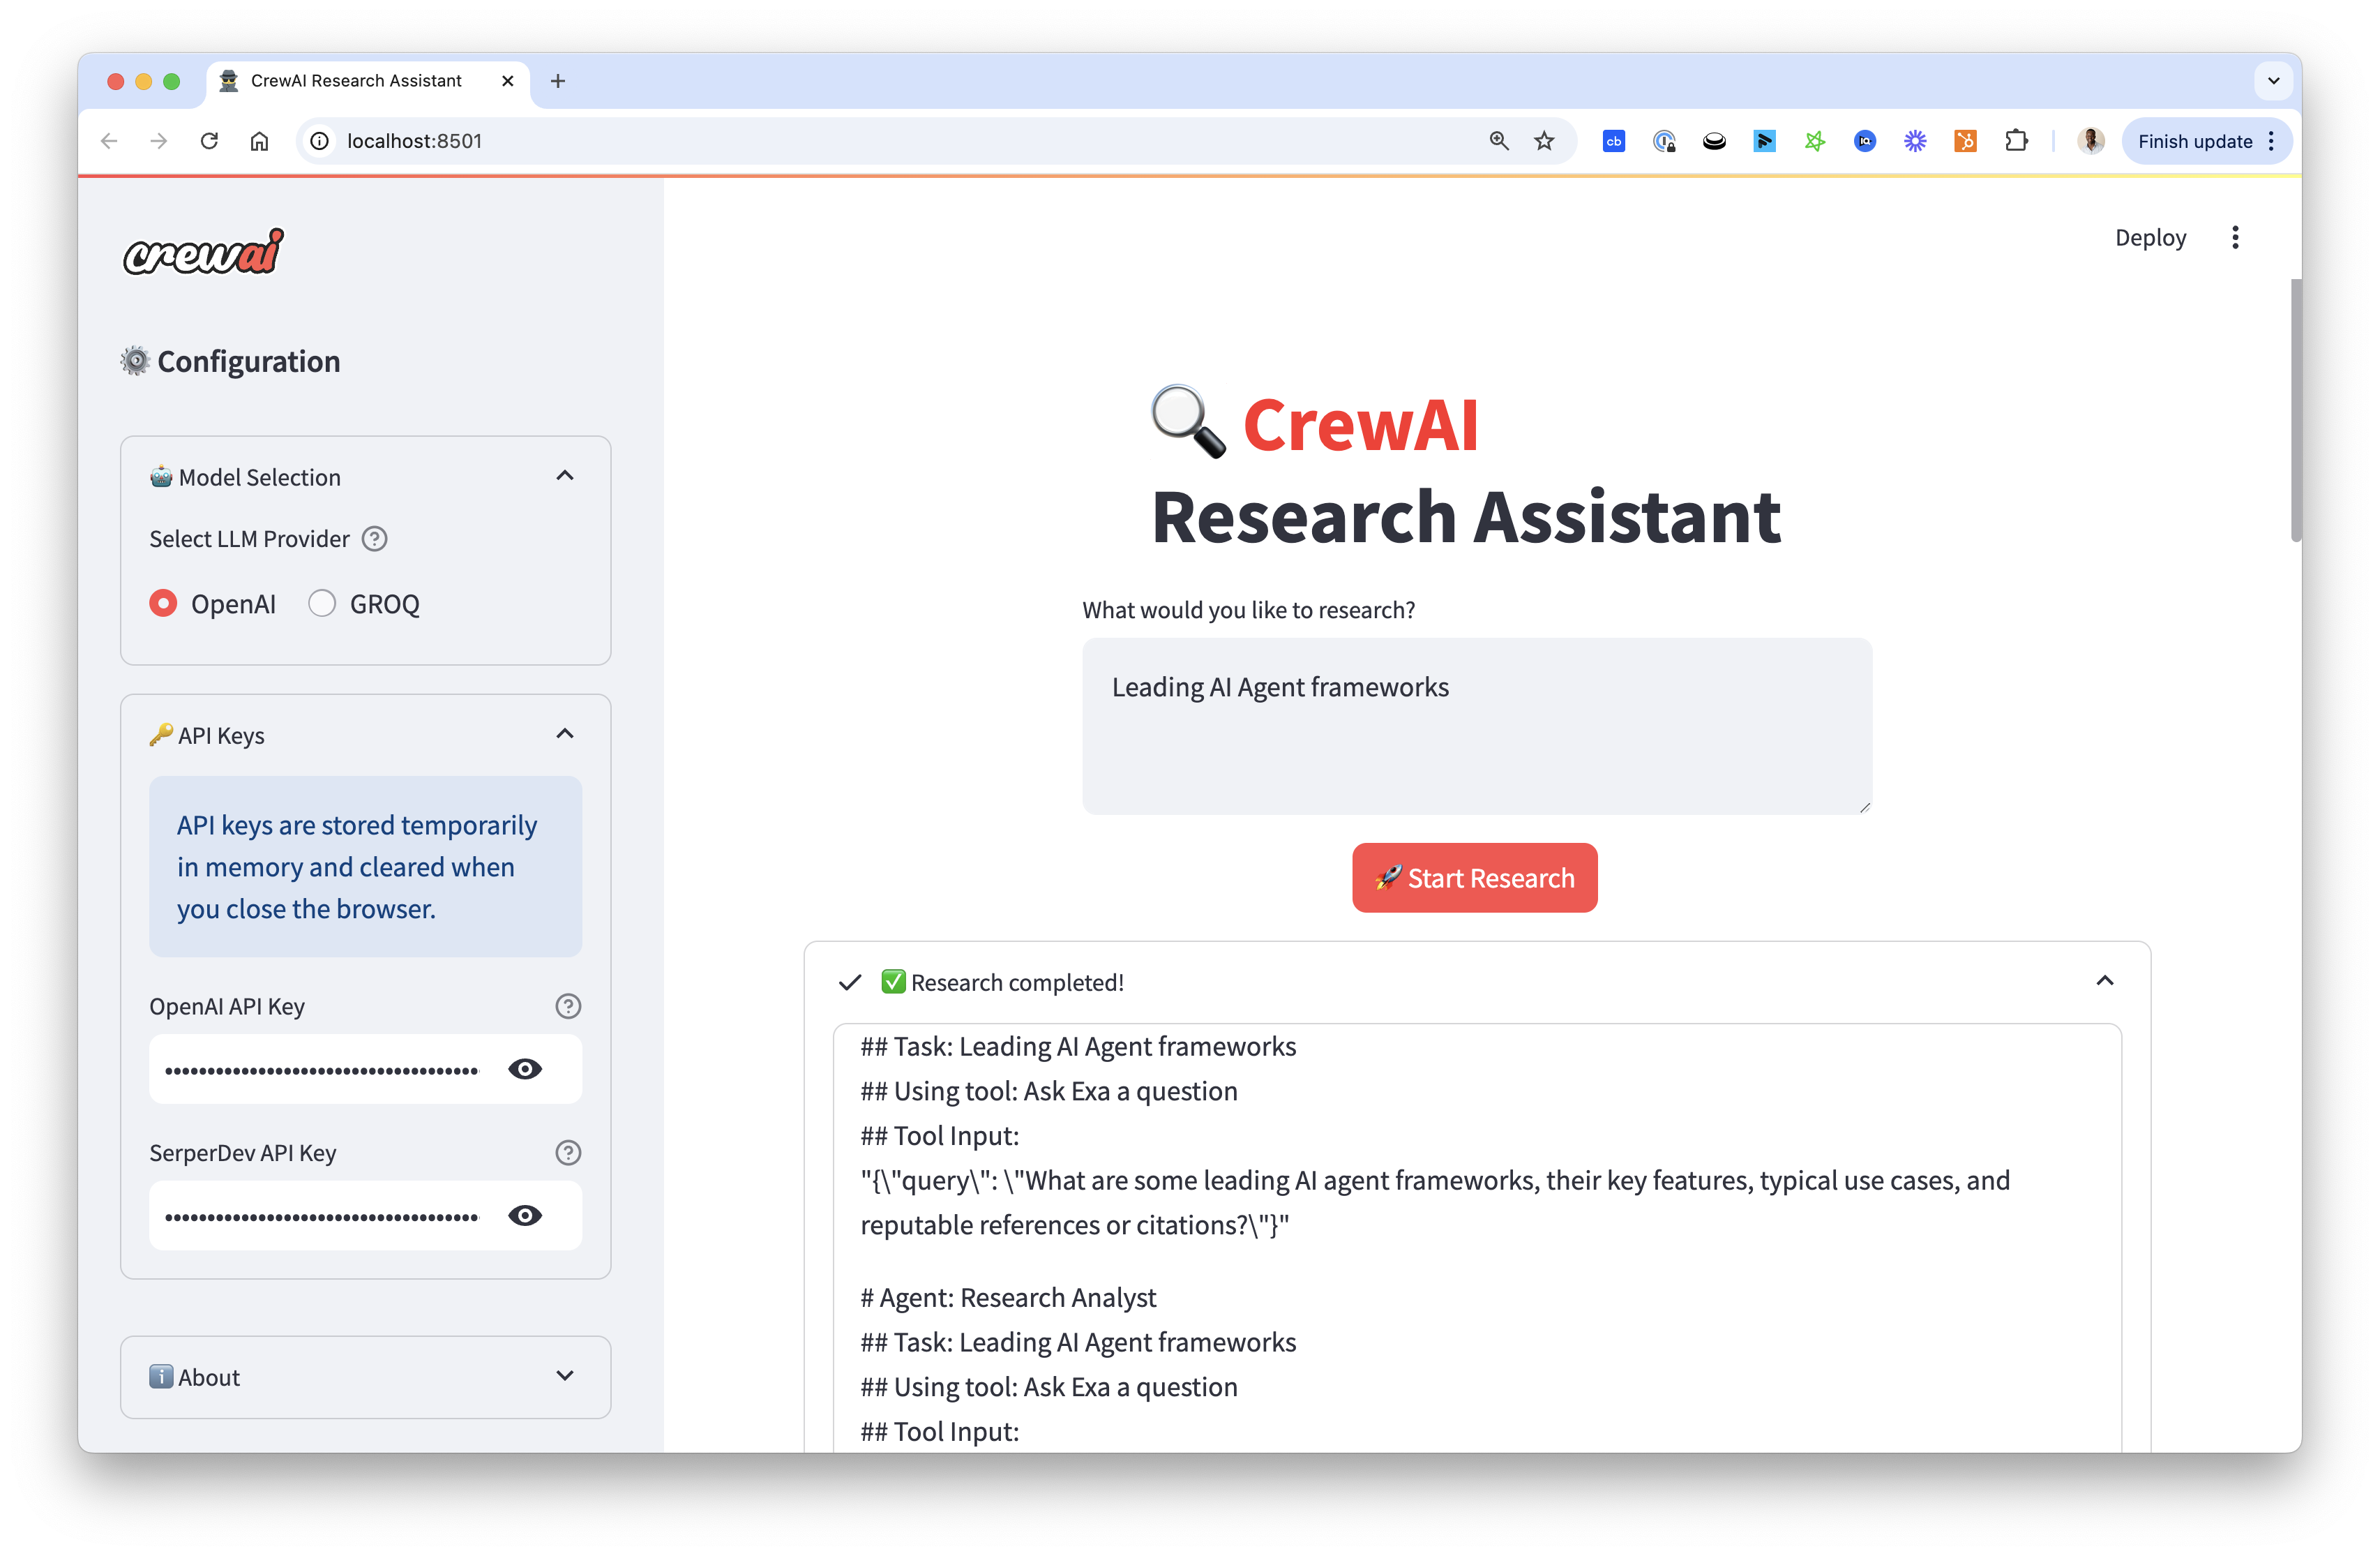 CrewAI Research Assistant
localhost:8501
cb
Finish update
crewai
Deploy
Configuration
Model Selection
Select LLM Provider ?
OpenAI GROQ
API Keys
API keys are stored temporarily
in memory and cleared when
you close the browser.
OpenAI API Key ?
SerperDev API Key ?
About
CrewAI
Research Assistant
What would you like to research?
Leading AI Agent frameworks
Start Research
Research completed!
## Task: Leading AI Agent frameworks
## Using tool: Ask Exa a question
## Tool Input:
"{\"query\": \"What are some leading AI agent frameworks, their key features, typical use cases, and
reputable references or citations?\"}"
# Agent: Research Analyst
## Task: Leading AI Agent frameworks
## Using tool: Ask Exa a question
## Tool Input: